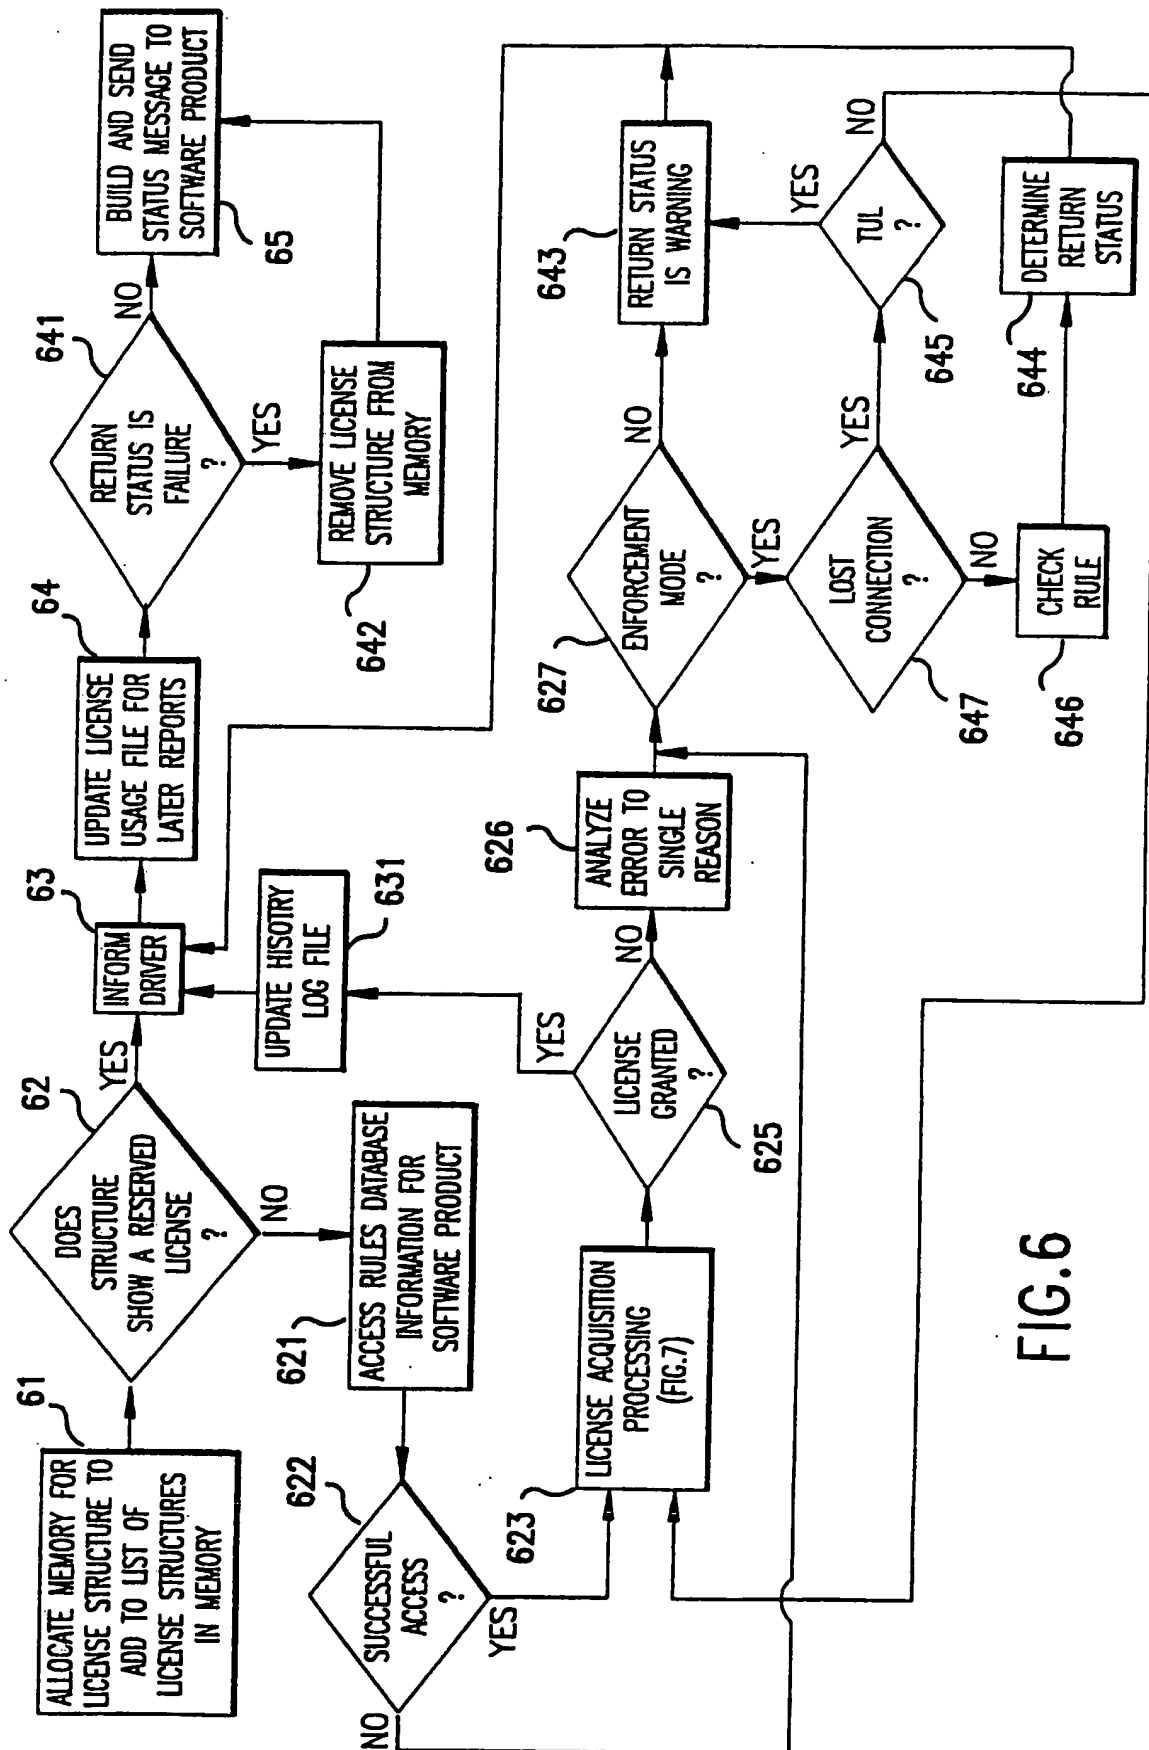 61
ALLOCATE MEMORY FOR
LICENSE STRUCTURE TO
ADD TO LIST OF
LICENSE STRUCTURES
IN MEMORY
62
DOES
STRUCTURE
SHOW A RESERVED
LICENSE
?
YES
NO
63
INFORM
DRIVER
64
UPDATE LICENSE
USAGE FILE FOR
LATER REPORTS
641
RETURN
STATUS IS
FAILURE
?
NO
YES
BUILD AND SEND
STATUS MESSAGE TO
SOFTWARE PRODUCT
65
REMOVE LICENSE
STRUCTURE FROM
MEMORY
642
UPDATE HISOTRY
LOG FILE
631
621
ACCESS RULES DATABASE
INFORMATION FOR
SOFTWARE PRODUCT
622
SUCCESSFUL
ACCESS
?
YES
NO
623
LICENSE ACQUISITION
PROCESSING
(FIG.7)
LICENSE
GRANTED
?
625
YES
NO
626
ANALYZE
ERROR TO
SINGLE
REASON
627
ENFORCEMENT
MODE
?
NO
YES
643
RETURN STATUS
IS WARNING
LOST
CONNECTION
?
647
YES
NO
TUL
?
645
YES
NO
CHECK
RULE
646
644
DETERMINE
RETURN
STATUS
FIG.6